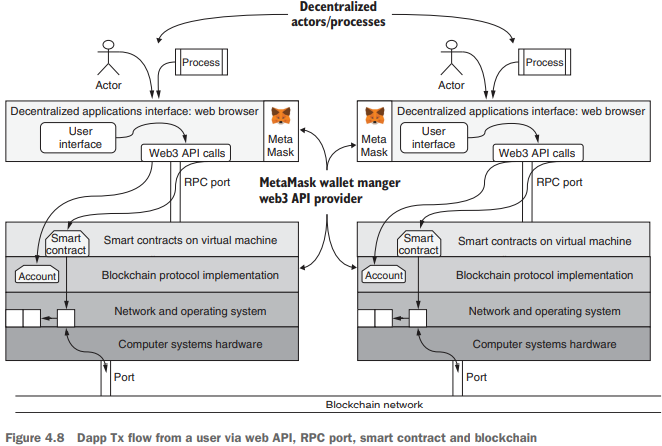 Decentralized
actors/processes
Actor
Process
Actor
Process
Decentralized applications interface: web browser
User
interface
Web3 API calls
Meta
Mask
Meta
Mask
Decentralized applications interface: web browser
User
interface
Web3 API calls
RPC port
MetaMask wallet manger
web3 API provider
RPC port
Smart
contract
Smart contracts on virtual machine
Account
Blockchain protocol implementation
Network and operating system
Computer systems hardware
Smart
contract
Smart contracts on virtual machine
Account
Blockchain protocol implementation
Network and operating system
Computer systems hardware
Port
Port
Blockchain network
Figure 4.8 Dapp Tx flow from a user via web API, RPC port, smart contract and blockchain